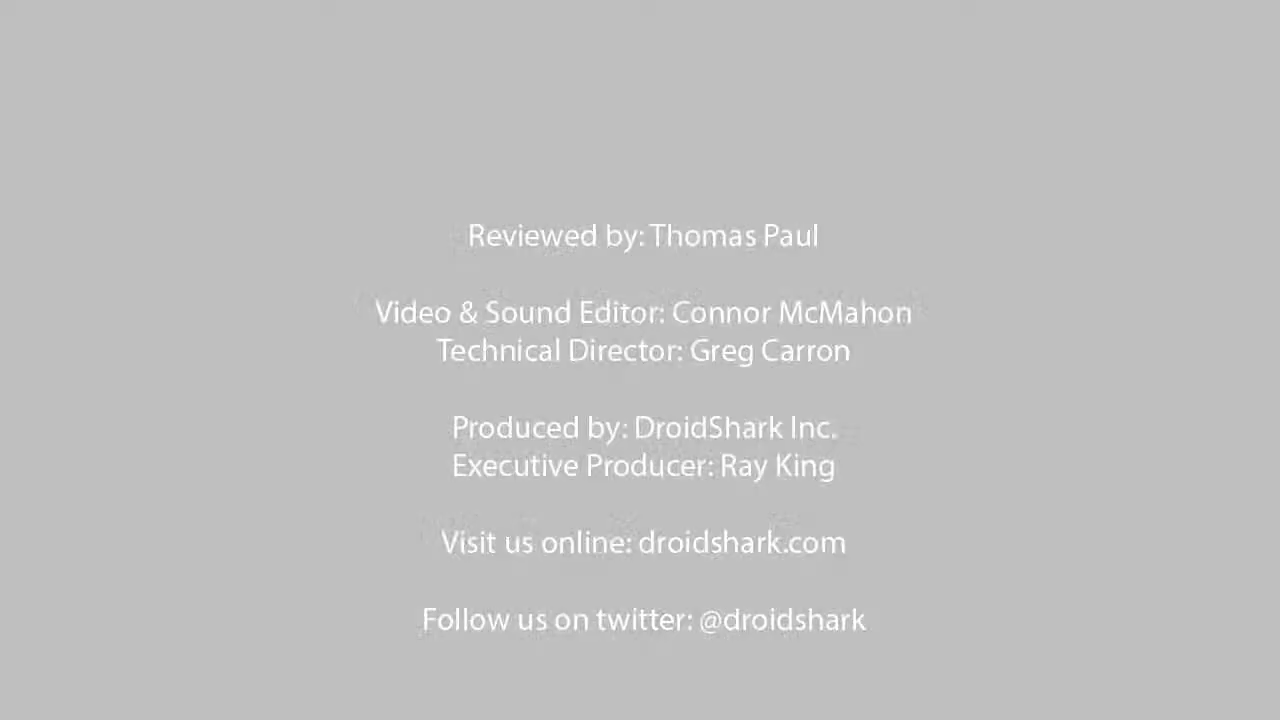 Reviewed by: Thomas Paul
Video & Sound Editor: Connor McMahon
Technical Director: Greg Carron
Produced by: DroidShark Inc.
Executive Producer: Ray King
Visit us online: droidshark.com
Follow us on twitter: @droidshark